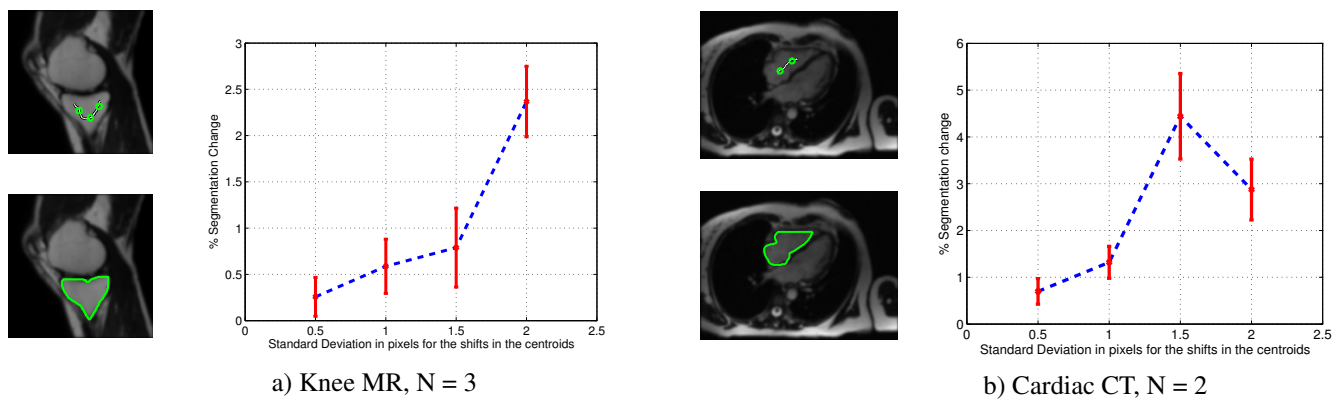 3
2.5
2
1.5
1
0.5
0
% Segmentation Change
0 0.5 1 1.5 2 2.5
Standard Deviation in pixels for the shifts in the centroids
a) Knee MR, N = 3
6
5
4
3
2
1
0
% Segmentation change
0 0.5 1 1.5 2 2.5
Standard Deviation in pixels for the shifts in the centroids
b) Cardiac CT, N = 2